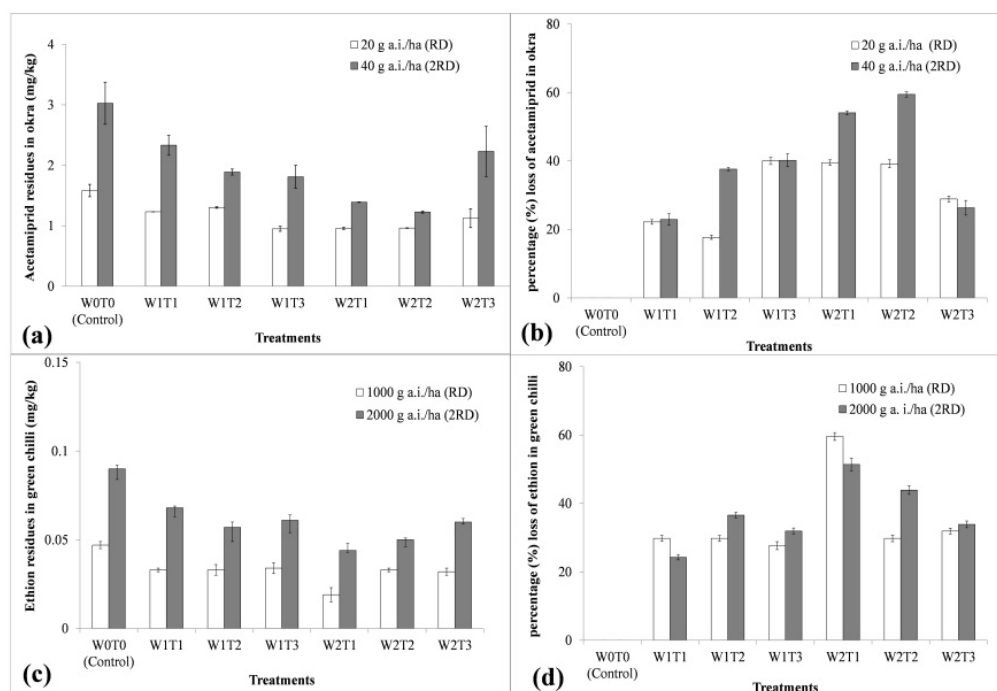 Acetamiprid residues in okra (mg/kg)
4
3
2
1
0
20 g a.i./ha (RD)
40 g a.i./ha (2RD)
W0T0 W1T1 W1T2 W1T3 W2T1 W2T2 W2T3
(Control)
Treatments
(a)
percentage (%) loss of acetamiprid in okra
80
60
40
20
0
20 g a.i./ha (RD)
40 g a.i./ha (2RD)
W0T0 W1T1 W1T2 W1T3 W2T1 W2T2 W2T3
(Control)
Treatments
(b)
Ethion residues in green chilli (mg/kg)
0.15
0.1
0.05
0
1000 g a.i./ha (RD)
2000 g a.i./ha (2RD)
W0T0 W1T1 W1T2 W1T3 W2T1 W2T2 W2T3
(Control)
Treatments
(c)
percentage (%) loss of ethion in green chilli
80
60
40
20
0
1000 g a.i./ha (RD)
2000 g a. i./ha (2RD)
W0T0 W1T1 W1T2 W1T3 W2T1 W2T2 W2T3
(Control)
Treatments
(d)